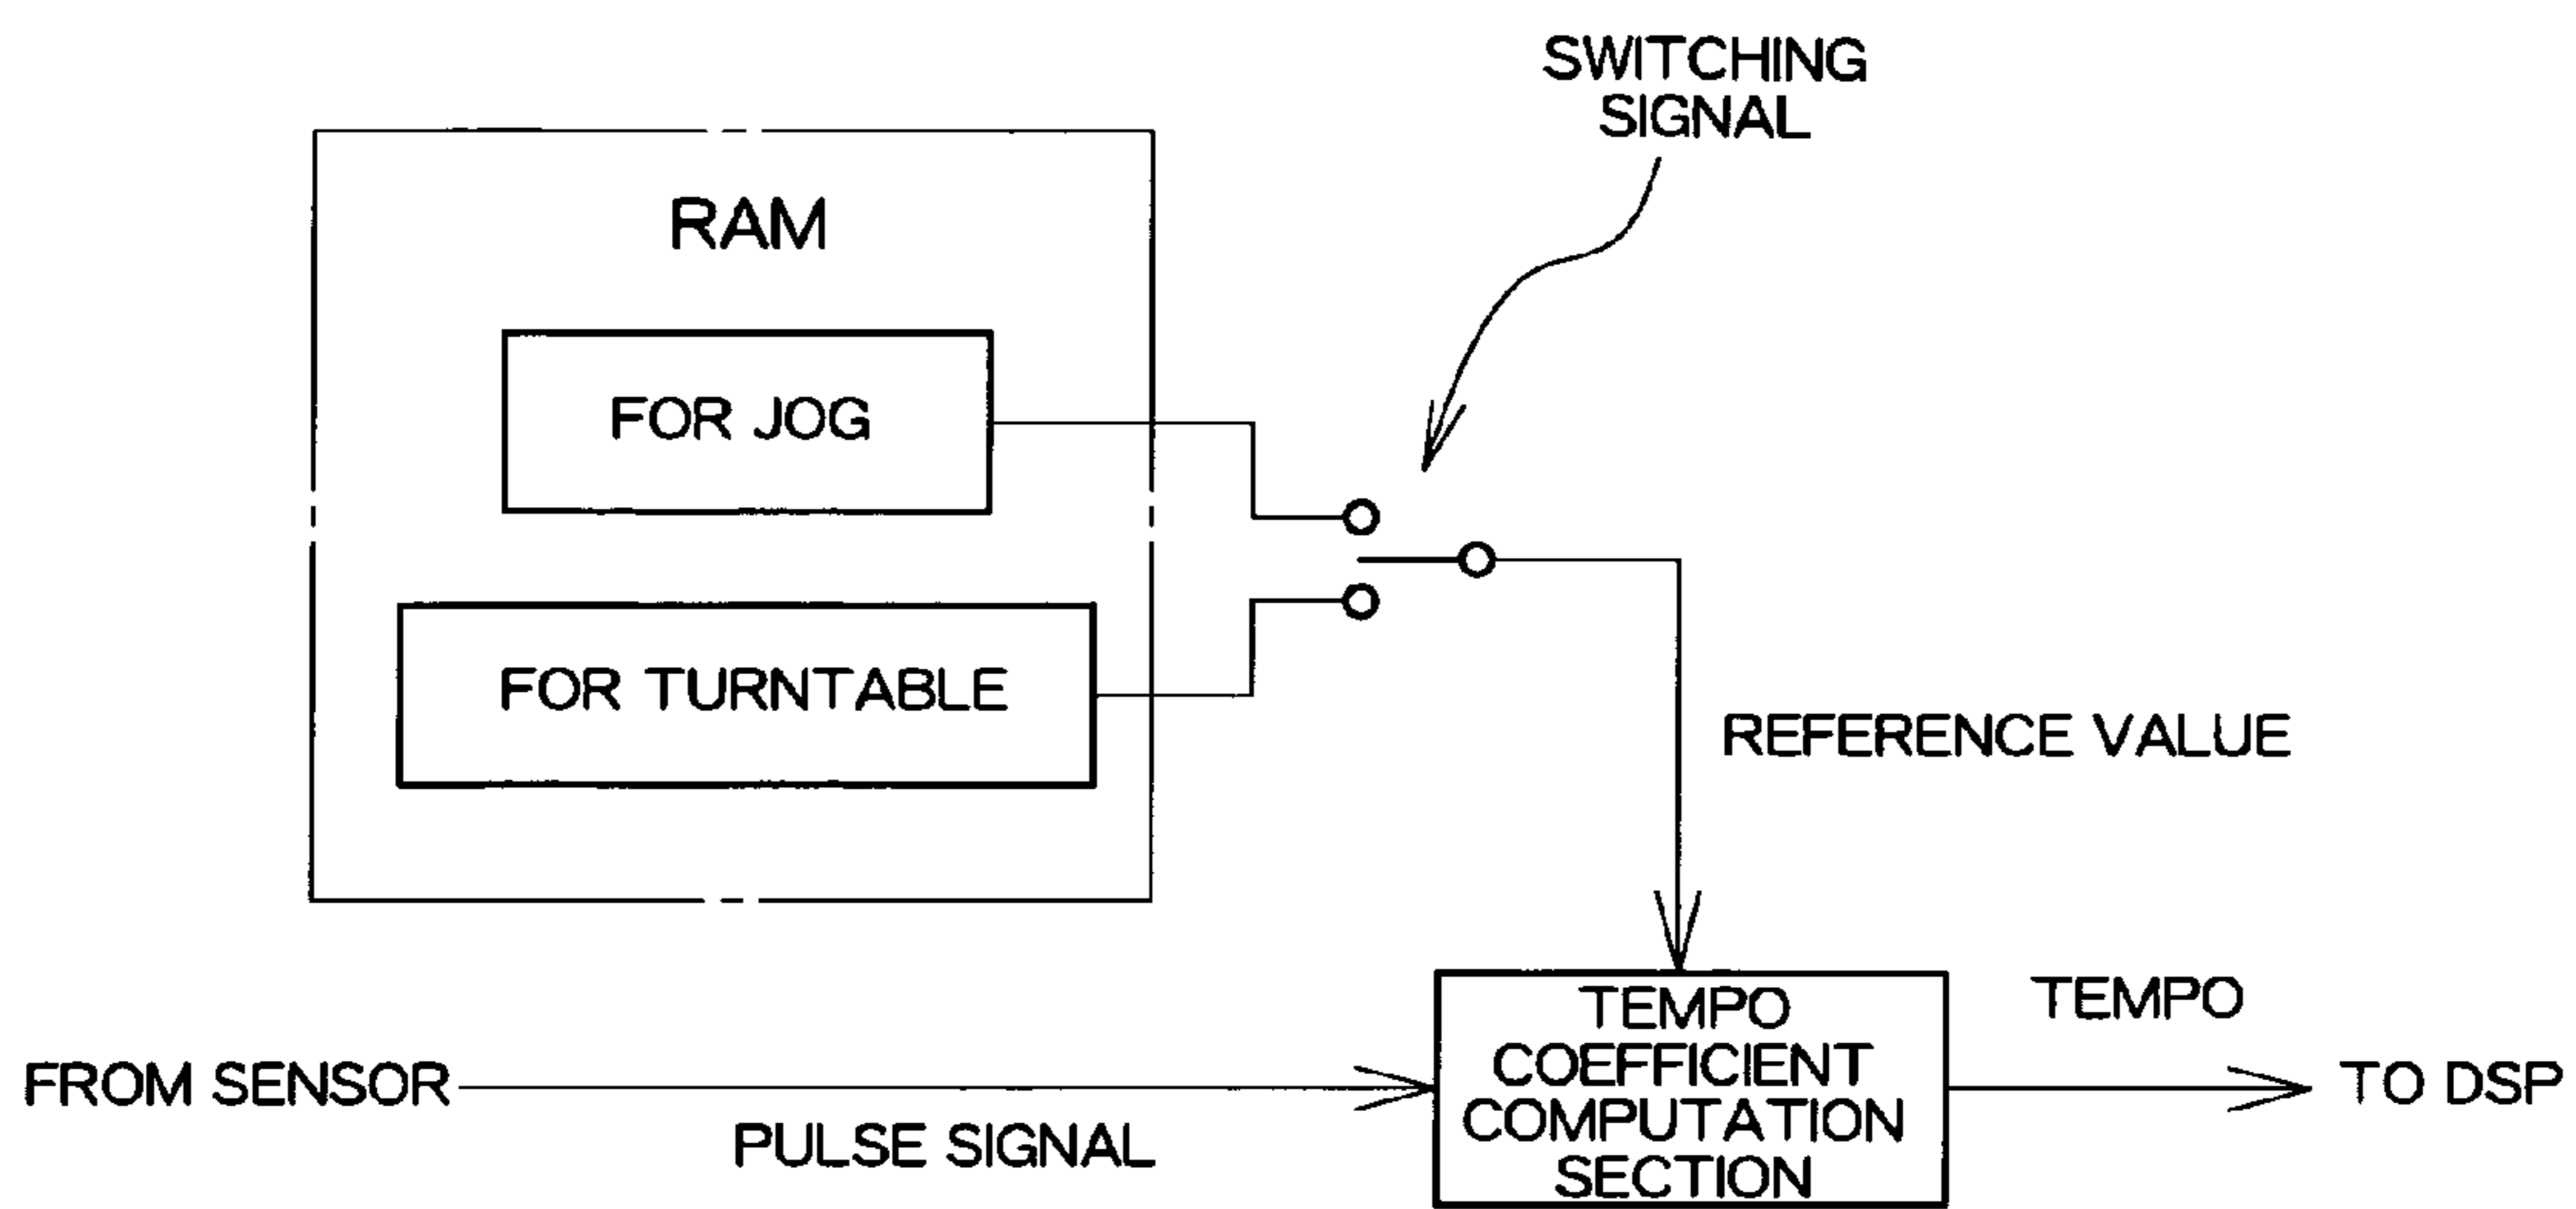 SWITCHING
SIGNAL
RAM
FOR JOG
FOR TURNTABLE
REFERENCE VALUE
TEMPO
COEFFICIENT
COMPUTATION
SECTION
TEMPO
FROM SENSOR
TO DSP
PULSE SIGNAL